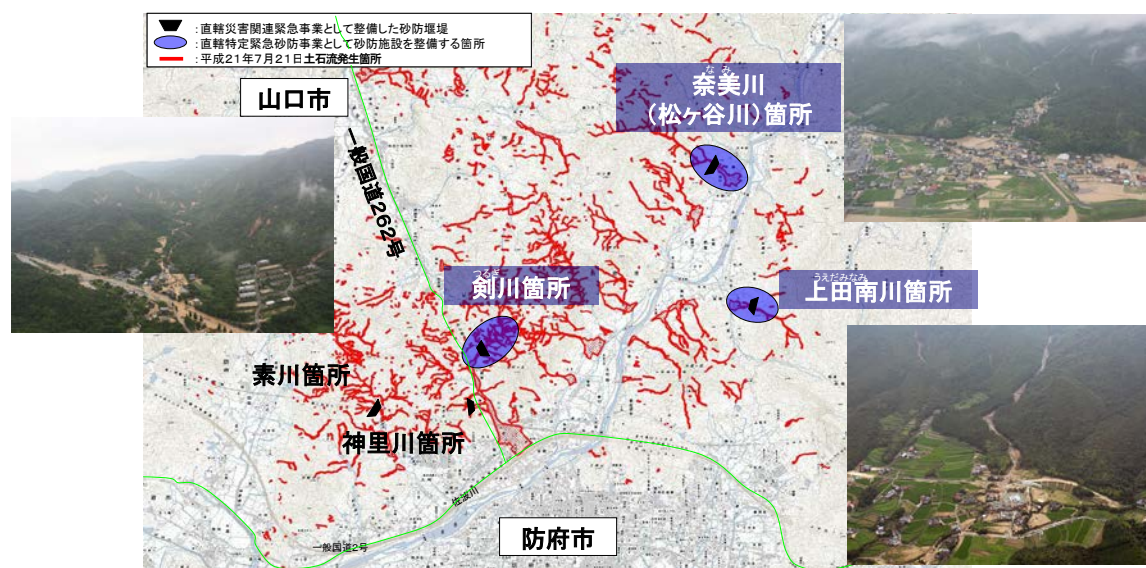 :直轄災害関連緊急事業として整備した砂防堰堤
:直轄特定緊急砂防事業として砂防施設を整備する箇所
:平成21年7月21日土石流発生箇所
山口市
一般国道262号
なみ
奈美川
(松ヶ谷川)箇所
つるぎ
剣川箇所
うえだみなみ
上田南川箇所
素川箇所
神里川箇所
佐波川
一般国道2号
防府市